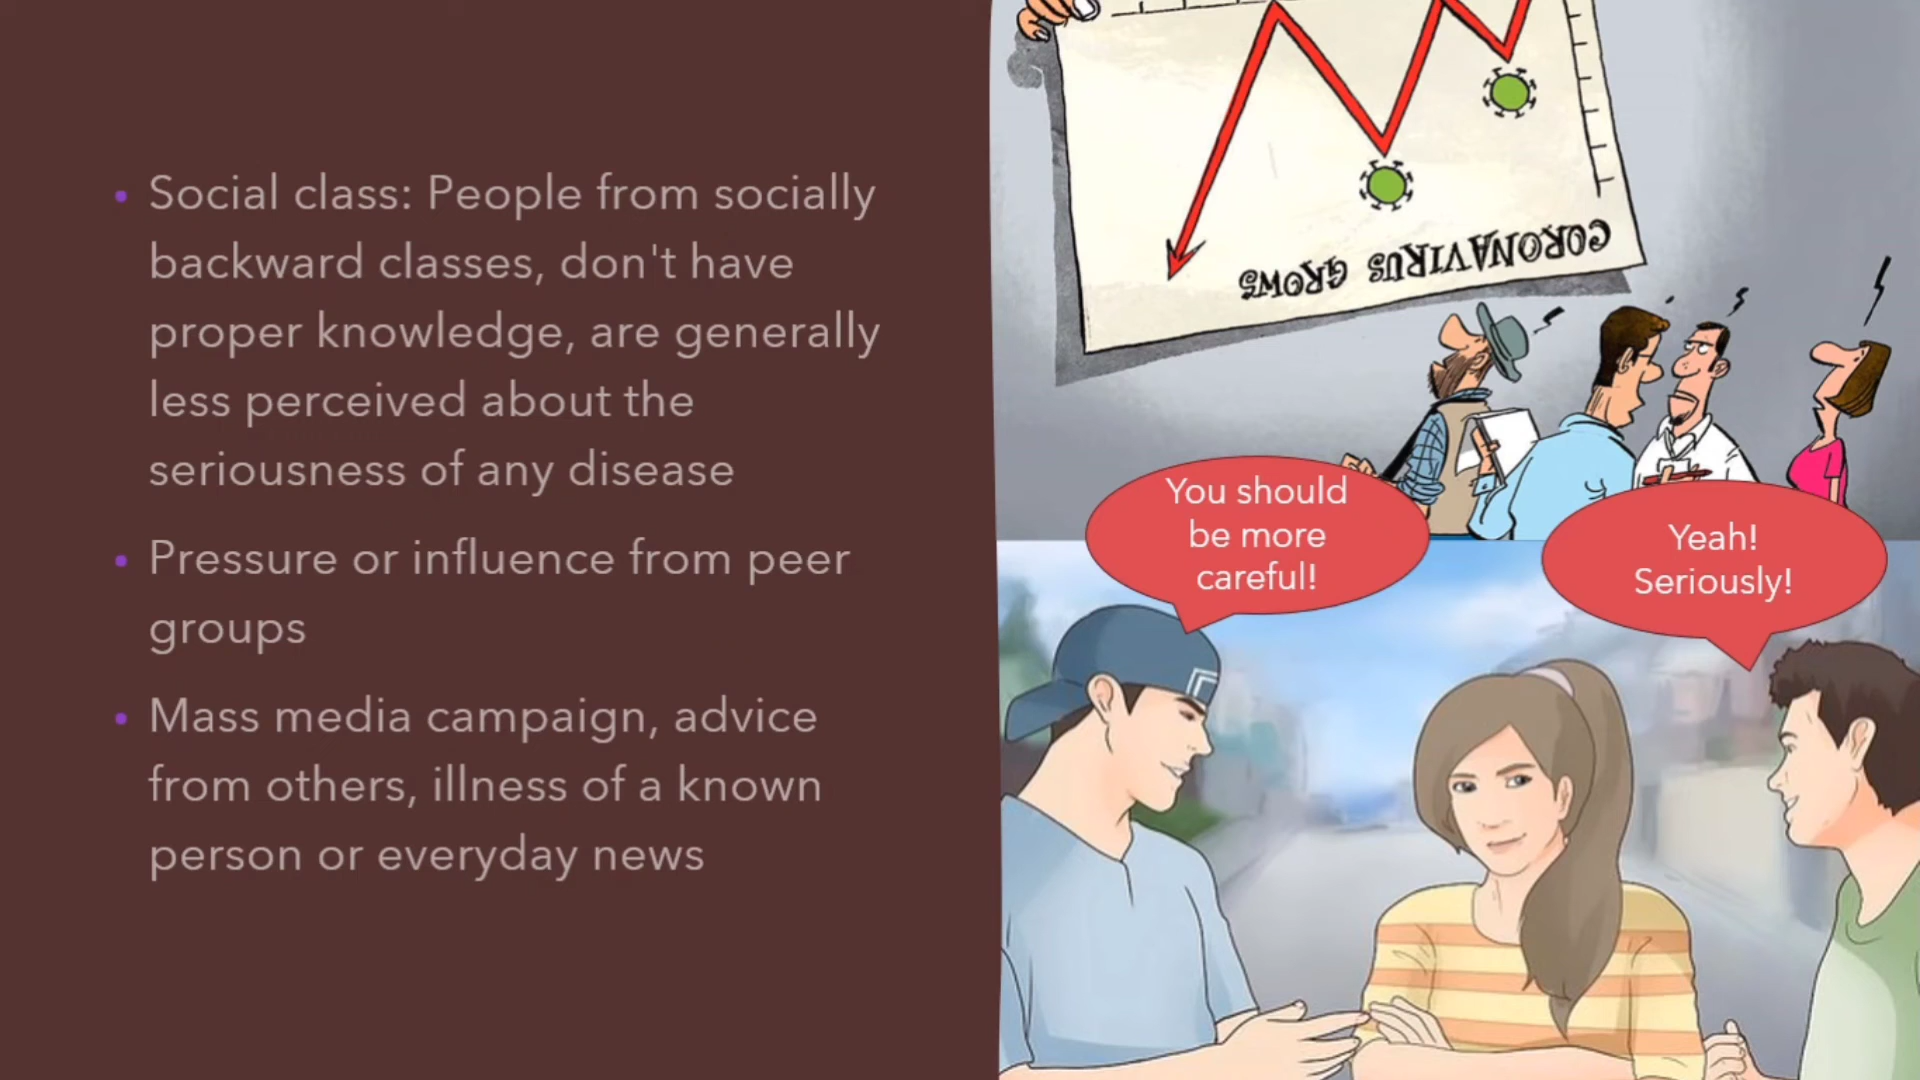 • Social class: People from socially
backward classes, don't have
proper knowledge, are generally
less perceived about the
seriousness of any disease
• Pressure or influence from peer
groups
• Mass media campaign, advice
from others, illness of a known
person or everyday news
CORONAVIRUS GROWS
You should
be more
careful!
Yeah!
Seriously!